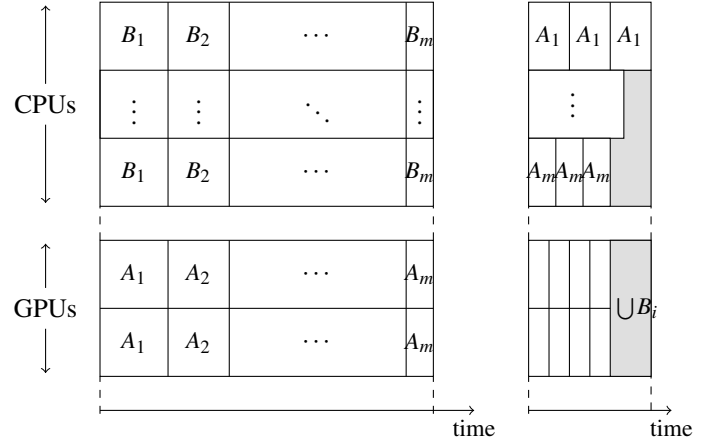 B₁ B₂ ⋯ Bₘ A₁ A₁ A₁
CPUs ⋮ ⋮ ⋱ ⋮ ⋮
B₁ B₂ ⋯ Bₘ Aₘ Aₘ Aₘ
A₁ A₂ ⋯ Aₘ
GPUs ⋃ Bᵢ
A₁ A₂ ⋯ Aₘ
time time